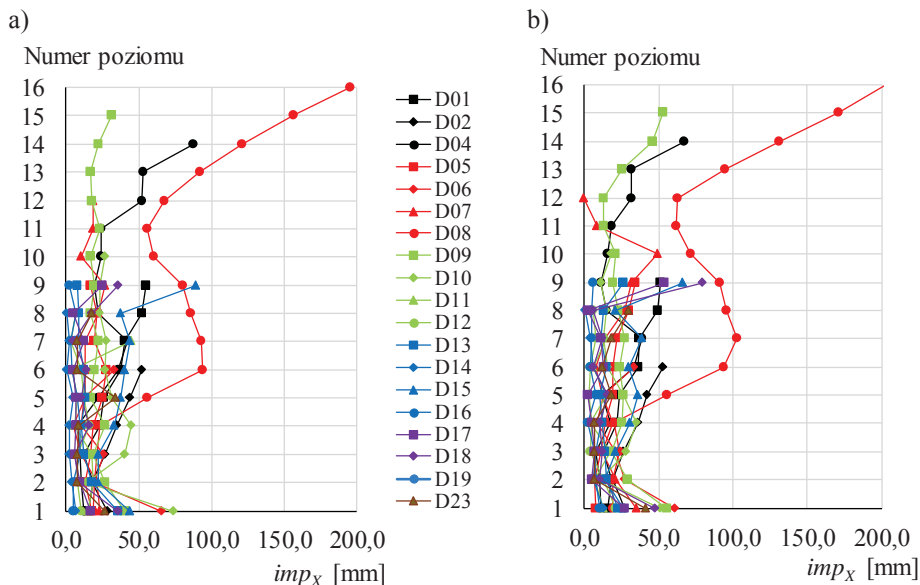 a)
Numer poziomu
16
15
14
13
12
11
10
9
8
7
6
5
4
3
2
1
0,0 50,0 100,0 150,0 200,0
impX [mm]
D01
D02
D04
D05
D06
D07
D08
D09
D10
D11
D12
D13
D14
D15
D16
D17
D18
D19
D23
b)
Numer poziomu
16
15
14
13
12
11
10
9
8
7
6
5
4
3
2
1
0,0 50,0 100,0 150,0 200,0
impX [mm]